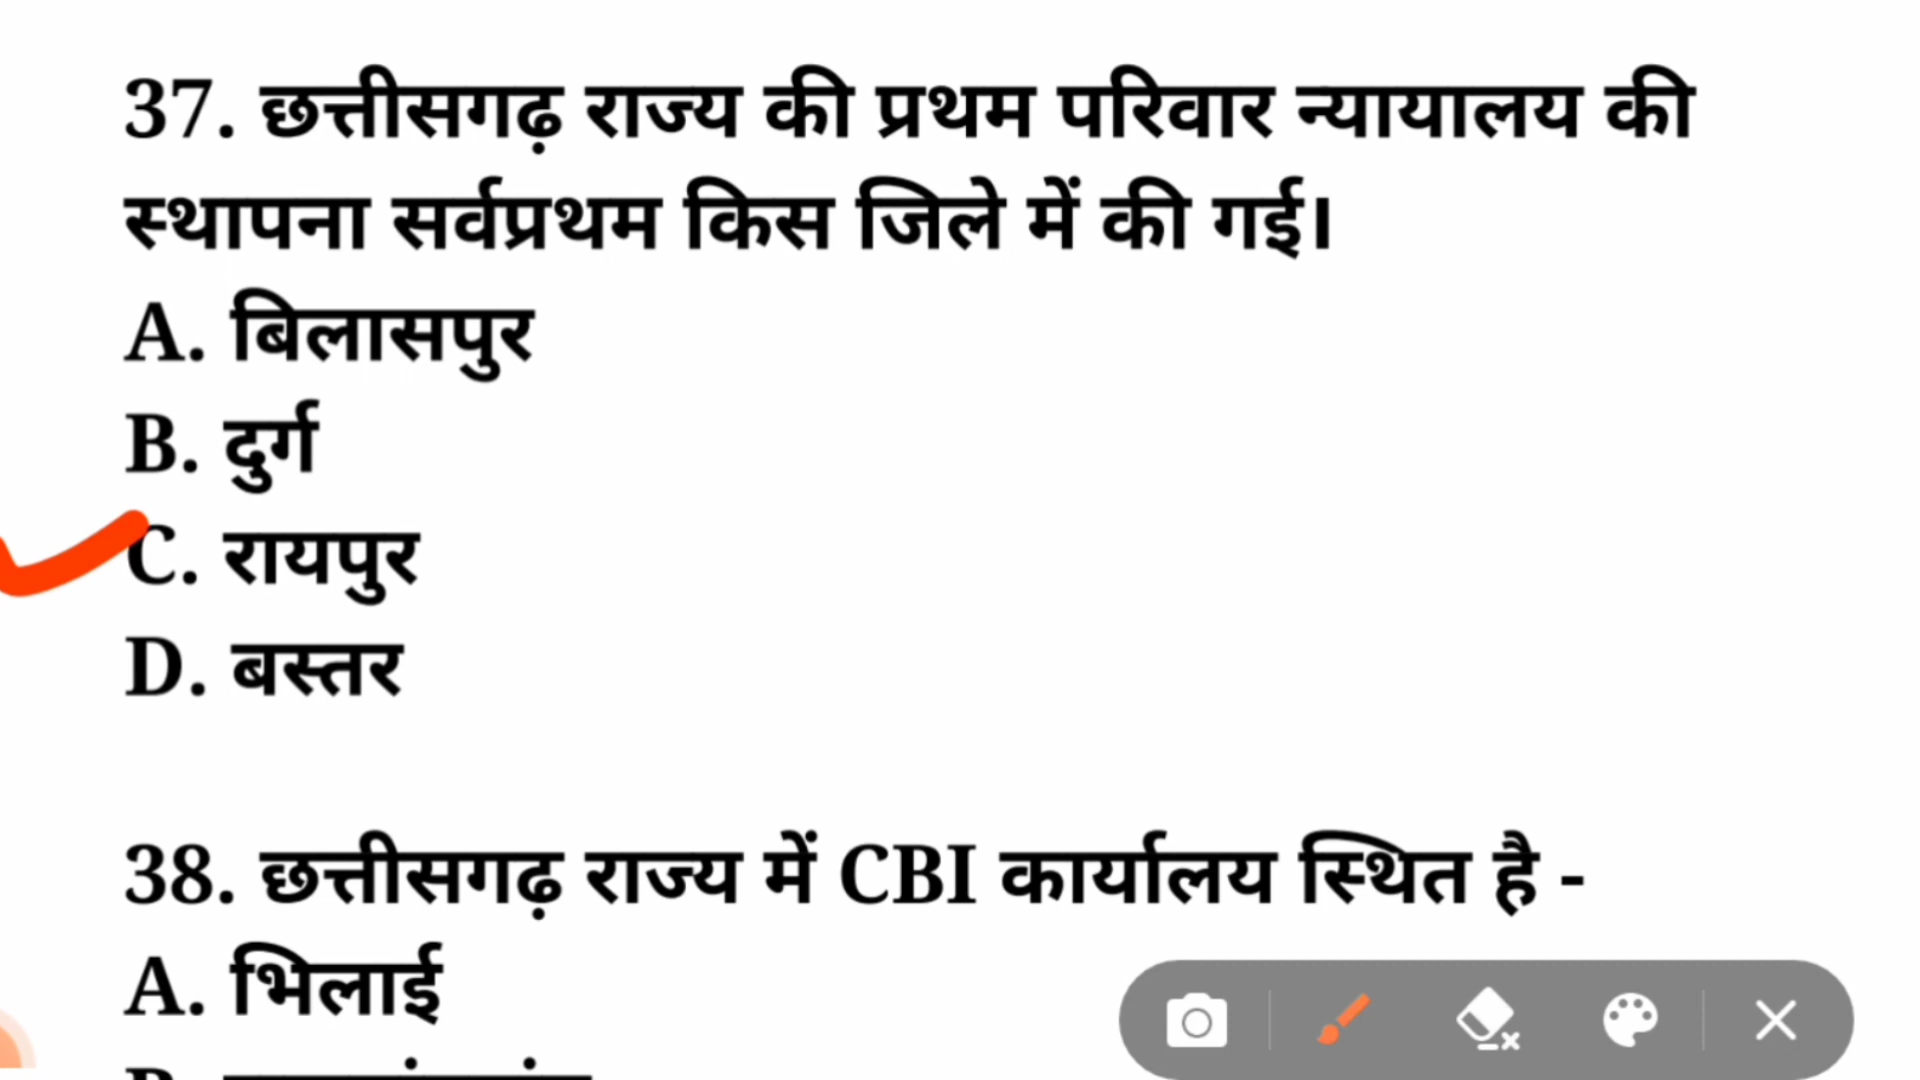 37. छत्तीसगढ़ राज्य की प्रथम परिवार न्यायालय की
स्थापना सर्वप्रथम किस जिले में की गई।
A. बिलासपुर
B. दुर्ग
C. रायपुर
D. बस्तर
38. छत्तीसगढ़ राज्य में CBI कार्यालय स्थित है -
A. भिलाई